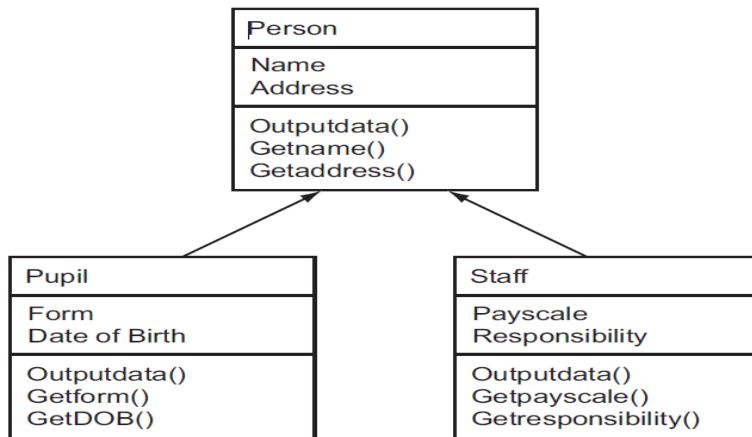 Person
Name
Address
Outputdata()
Getname()
Getaddress()
Pupil
Form
Date of Birth
Outputdata()
Getform()
GetDOB()
Staff
Payscale
Responsibility
Outputdata()
Getpayscale()
Getresponsibility()